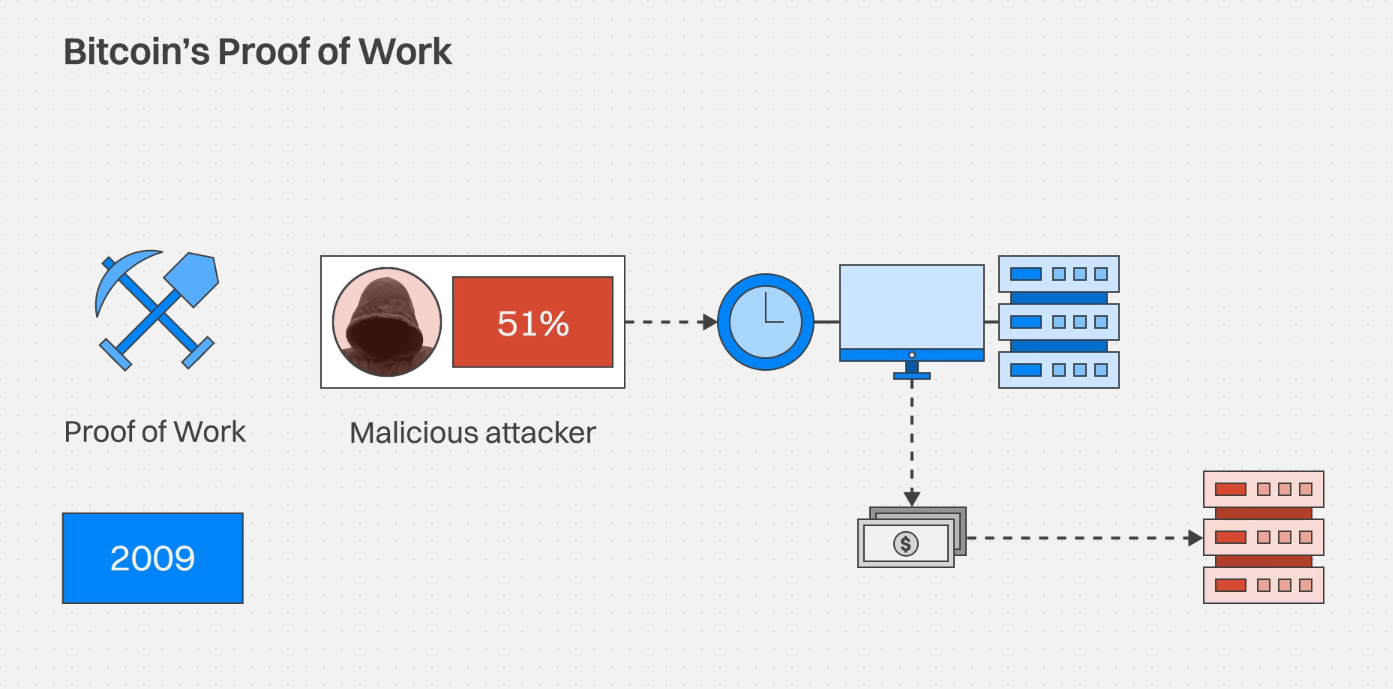 Bitcoin’s Proof of Work
51%
Proof of Work
Malicious attacker
2009
$